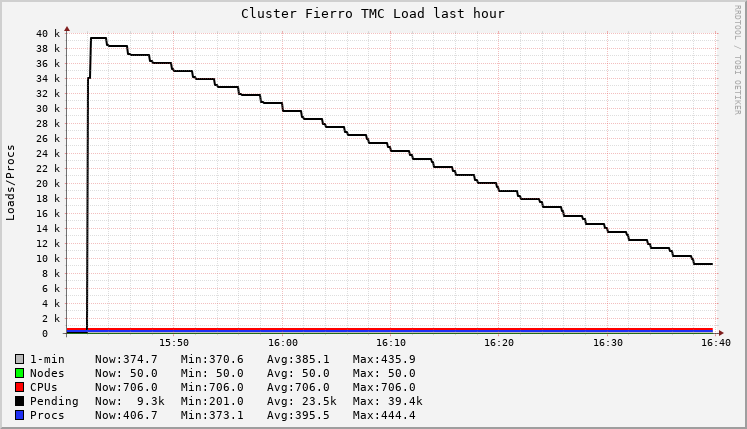 Cluster Fierro TMC Load last hour
RRDTOOL / TOBI OETIKER
Loads/Procs
40 k
38 k
36 k
34 k
32 k
30 k
28 k
26 k
24 k
22 k
20 k
18 k
16 k
14 k
12 k
10 k
8 k
6 k
4 k
2 k
0
15:50 16:00 16:10 16:20 16:30 16:40
1-min Now:374.7 Min:370.6 Avg:385.1 Max:435.9
Nodes Now: 50.0 Min: 50.0 Avg: 50.0 Max: 50.0
CPUs Now:706.0 Min:706.0 Avg:706.0 Max:706.0
Pending Now: 9.3k Min:201.0 Avg: 23.5k Max: 39.4k
Procs Now:406.7 Min:373.1 Avg:395.5 Max:444.4